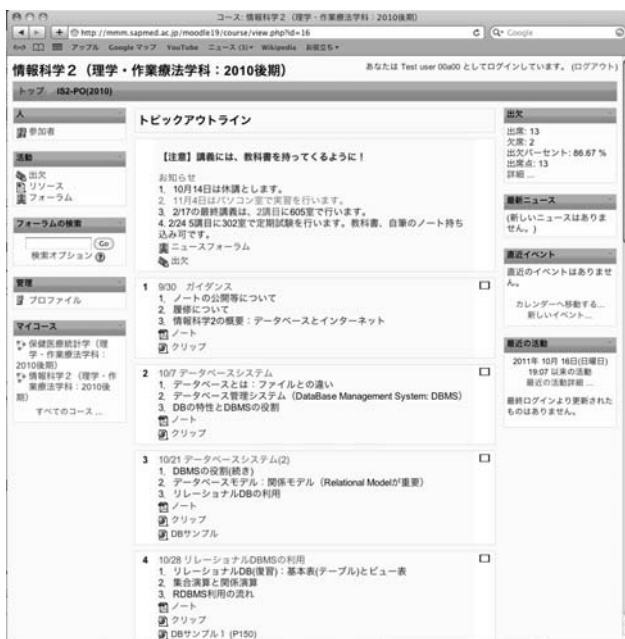 コース: 情報科学2（理学・作業療法学科：2010後期）
http://mmm.sapmed.ac.jp/moodle19/course/view.php?id=16
Google
アップル Google マップ YouTube ニュース (3) Wikipedia お役立ち
情報科学２（理学・作業療法学科：2010後期）
あなたは Test user 00a00 としてログインしています。 (ログアウト)
トップ IS2-PO(2010)
人
参加者
活動
出欠
リソース
フォーラム
フォーラムの検索
Go
検索オプション
管理
プロファイル
マイコース
保健医療統計学（理
学・作業療法学科：
2010後期）
情報科学２（理学・作
業療法学科：2010後
期）
すべてのコース ...
トピックアウトライン
【注意】講義には、教科書を持ってくるように！
お知らせ
1, 10月14日は休講とします。
2, 11月4日はパソコン室で実習を行います。
3, 2/17の最終講義は、2講目に605室で行います。
4. 2/24 5講目に302室で定期試験を行います。教科書、自筆のノート持ち
込み可です。
ニュースフォーラム
出欠
1 9/30 ガイダンス
1, ノートの公開等について
2, 履修について
3, 情報科学2の概要：データベースとインターネット
ノート
クリップ
2 10/7 データベースシステム
1, データベースとは：ファイルとの違い
2, データベース管理システム（DataBase Management System: DBMS）
3, DBの特性とDBMSの役割
ノート
クリップ
3 10/21 データベースシステム(2)
1, DBMSの役割(続き)
2, データベースモデル：関係モデル（Relational Modelが重要）
3, リレーショナルDBの利用
ノート
クリップ
DBサンプル
4 10/28 リレーショナルDBMSの利用
1, リレーショナルDB(復習)：基本表(テーブル)とビュー表
2, 集合演算と関係演算
3, RDBMS利用の流れ
ノート
クリップ
DBサンプル１ (P150)
出欠
出席: 13
欠席: 2
出欠パーセント: 86.67 %
出席点: 13
詳細 ...
最新ニュース
(新しいニュースはありま
せん。)
直近イベント
直近のイベントはありませ
ん。
カレンダーへ移動する...
新しいイベント...
最近の活動
2011年 10月 16日(日曜日)
19:07 以来の活動
最近の活動詳細 ...
最終ログインより更新された
ものはありません。